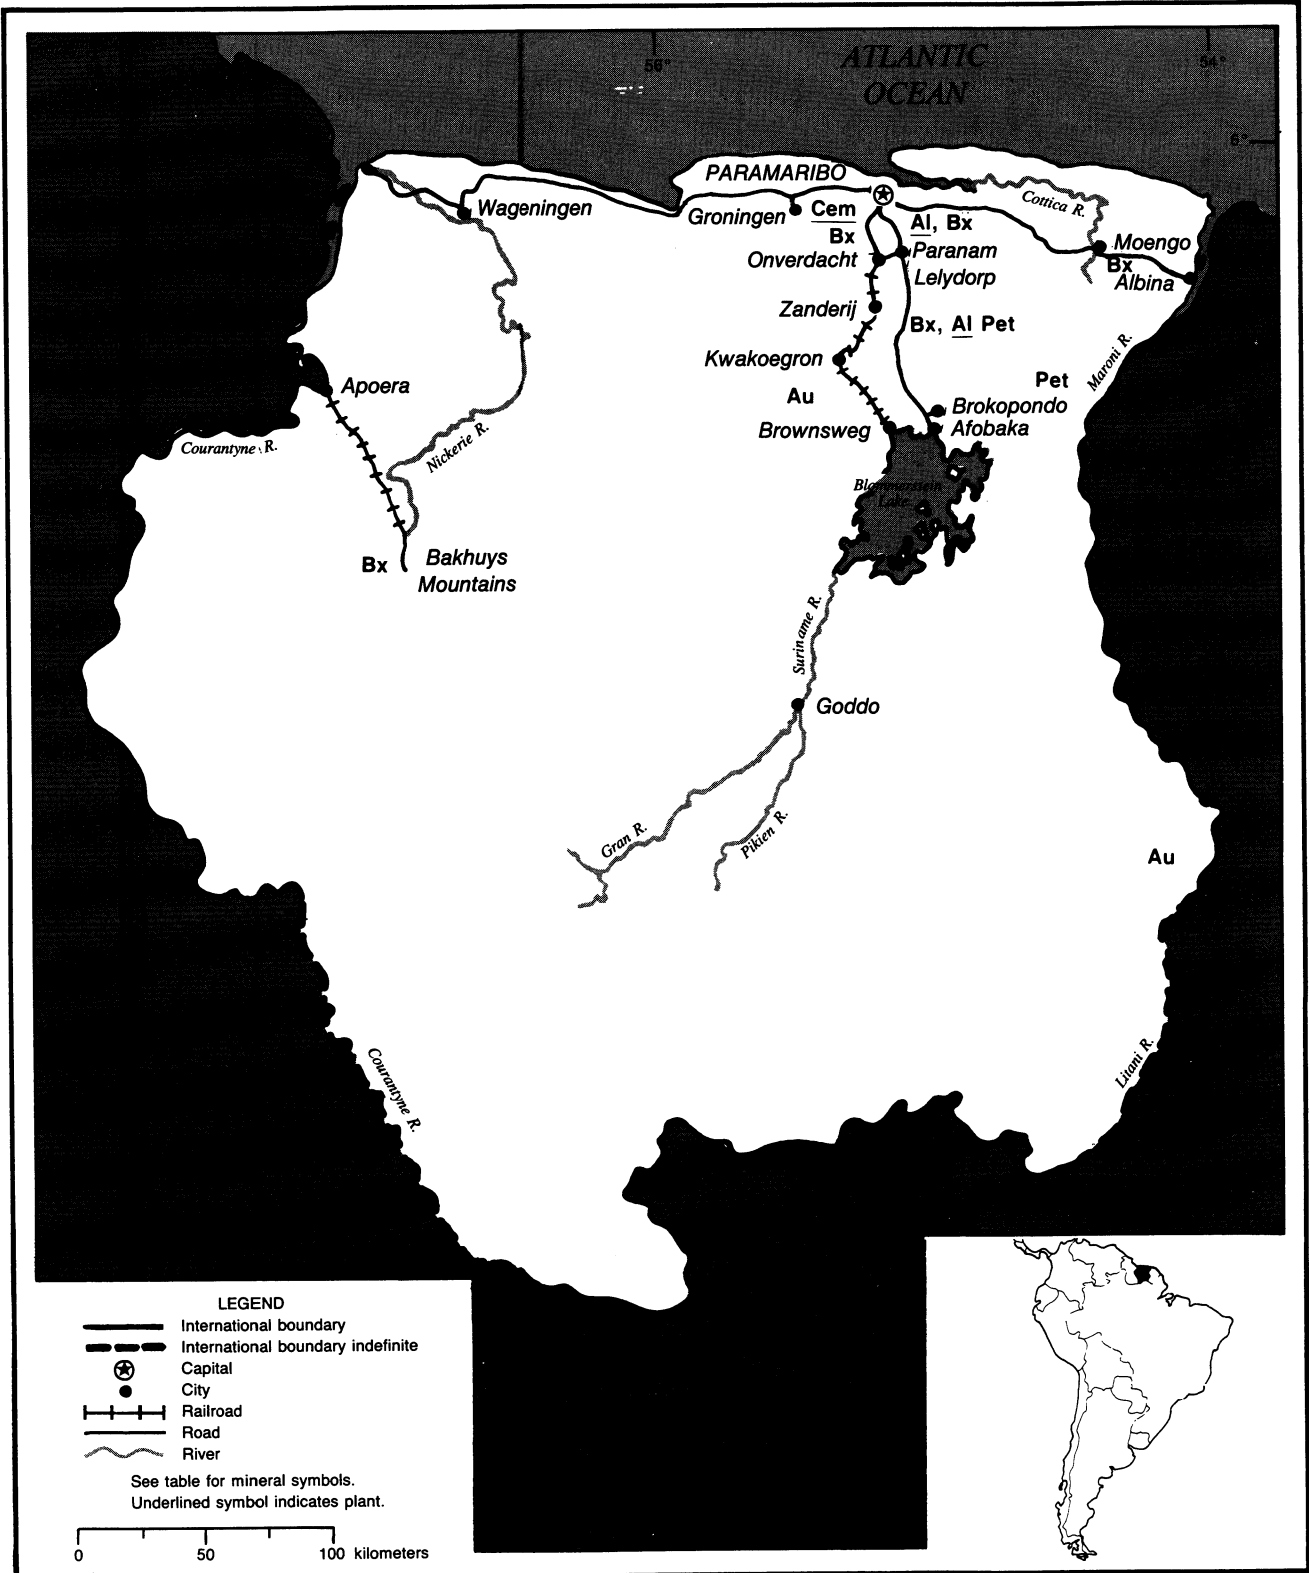 ATLANTIC
OCEAN
56°
54°
6°
PARAMARIBO
Wageningen
Groningen
Cem
Bx
Al, Bx
Cottica R.
Moengo
Bx
Albina
Onverdacht
Paranam
Lelydorp
Zanderij
Bx, Al Pet
Kwakoegron
Maroni R.
Apoera
Au
Pet
Brokopondo
Brownsweg
Afobaka
Courantyne R.
Nickerie R.
Lake
Bx
Bakhuys
Mountains
Suriname R.
Goddo
Gran R.
Pikien R.
Au
Courantyne R.
Litani R.
LEGEND
International boundary
International boundary indefinite
Capital
City
Railroad
Road
River
See table for mineral symbols.
Underlined symbol indicates plant.
0 50 100 kilometers